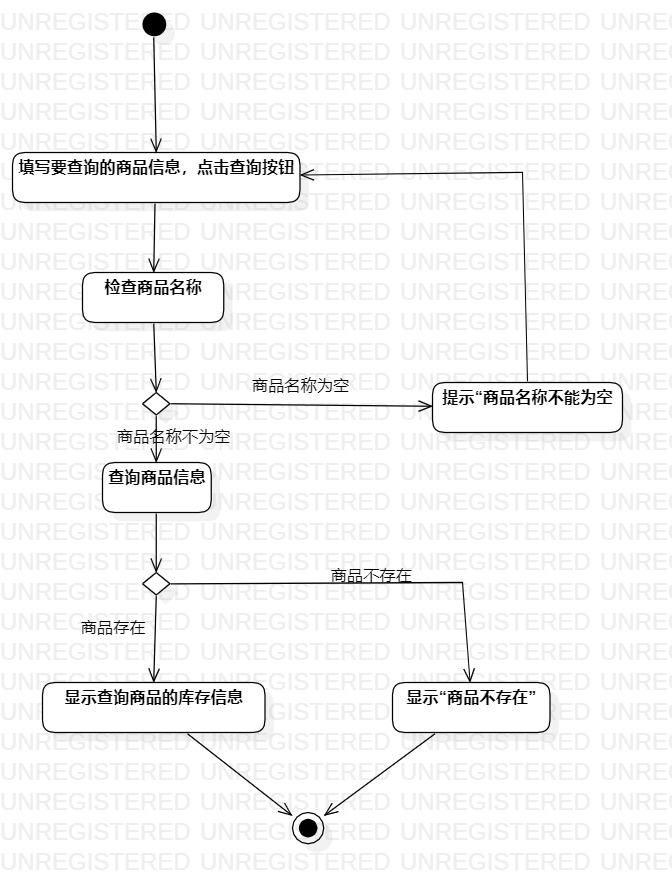 填写要查询的商品信息，点击查询按钮
检查商品名称
商品名称为空
提示“商品名称不能为空
商品名称不为空
查询商品信息
商品不存在
商品存在
显示查询商品的库存信息
显示“商品不存在”
UNREGISTERED